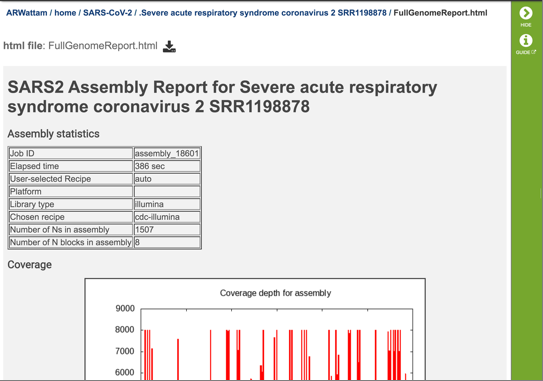 ARWattam / home / SARS-CoV-2 / .Severe acute respiratory syndrome coronavirus 2 SRR1198878 / FullGenomeReport.html
HIDE
GUIDE
html file: FullGenomeReport.html
SARS2 Assembly Report for Severe acute respiratory
syndrome coronavirus 2 SRR1198878
Assembly statistics
Job ID assembly_18601
Elapsed time 386 sec
User-selected Recipe auto
Platform
Library type illumina
Chosen recipe cdc-illumina
Number of Ns in assembly 1507
Number of N blocks in assembly 8
Coverage
Coverage depth for assembly
9000
8000
7000
6000